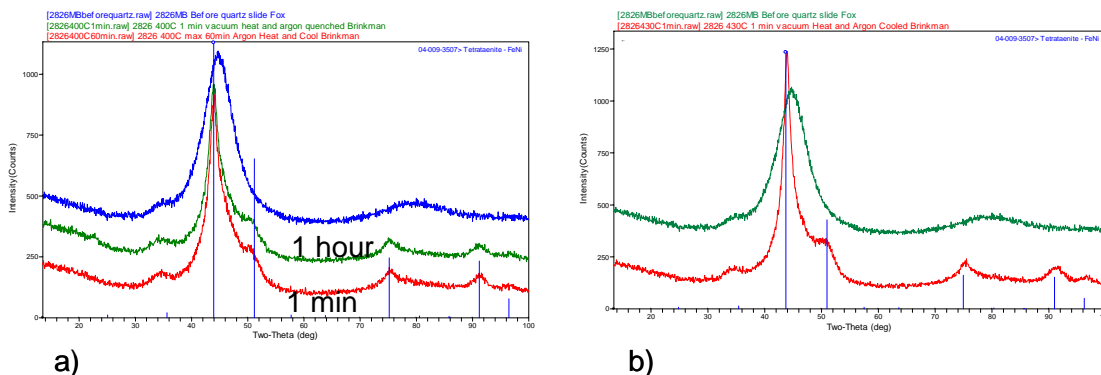 [2826MBbeforequartz.raw] 2826MB Before quartz slide Fox
[2826400C1min.raw] 2826 400C 1 min vacuum heat and argon quenched Brinkman
[2826400C60min.raw] 2826 400C max 60min Argon Heat and Cool Brinkman
04-009-3507> Tetrataenite - FeNi
Intensity(Counts)
1000
750
500
250
0
1 hour
1 min
20 30 40 50 60 70 80 90 100
Two-Theta (deg)
a)
[2826MBbeforequartz.raw] 2826MB Before quartz slide Fox
[2826430C1min.raw] 2826 430C 1 min vacuum Heat and Argon Cooled Brinkman
04-009-3507> Tetrataenite - FeNi
Intensity(Counts)
1250
1000
750
500
250
0
20 30 40 50 60 70 80 90
Two-Theta (deg)
b)